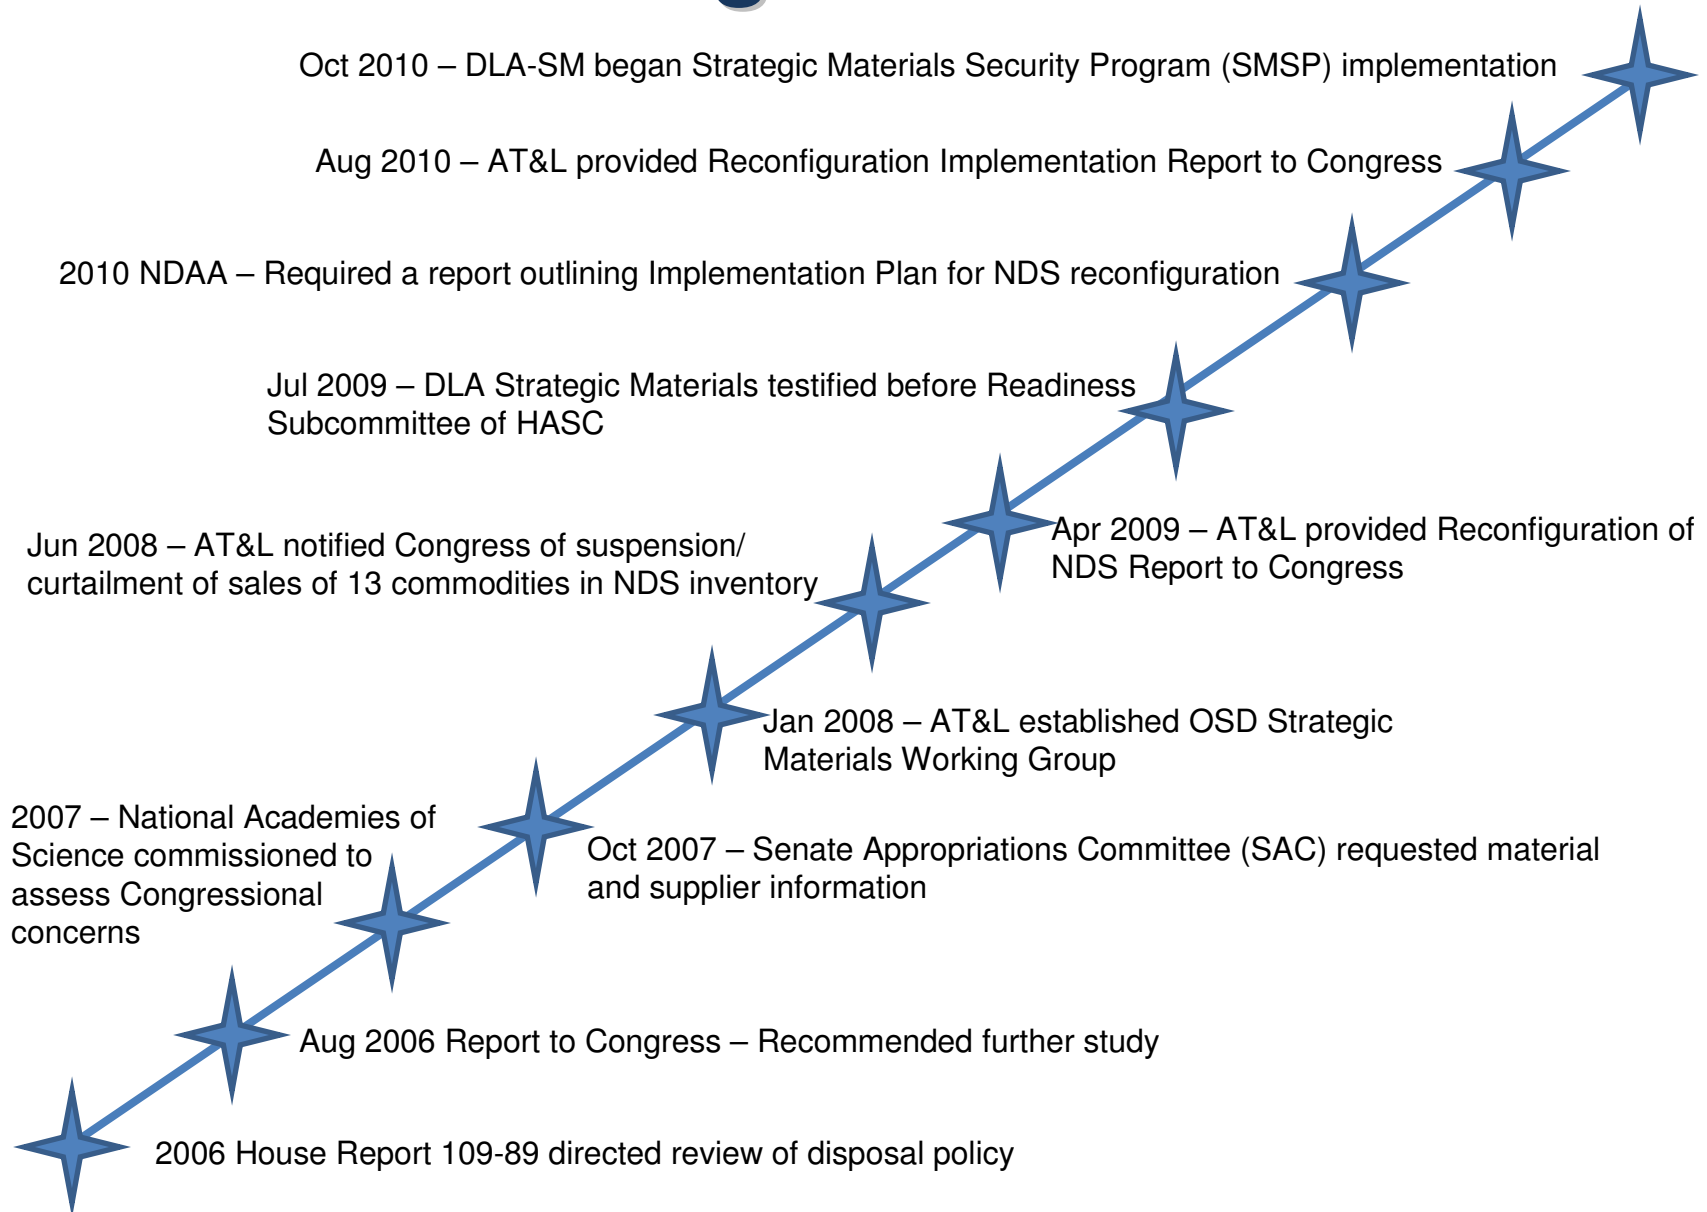 Oct 2010 – DLA-SM began Strategic Materials Security Program (SMSP) implementation
Aug 2010 – AT&L provided Reconfiguration Implementation Report to Congress
2010 NDAA – Required a report outlining Implementation Plan for NDS reconfiguration
Jul 2009 – DLA Strategic Materials testified before Readiness
Subcommittee of HASC
Apr 2009 – AT&L provided Reconfiguration of
NDS Report to Congress
Jun 2008 – AT&L notified Congress of suspension/
curtailment of sales of 13 commodities in NDS inventory
Jan 2008 – AT&L established OSD Strategic
Materials Working Group
Oct 2007 – Senate Appropriations Committee (SAC) requested material
and supplier information
2007 – National Academies of
Science commissioned to
assess Congressional
concerns
Aug 2006 Report to Congress – Recommended further study
2006 House Report 109-89 directed review of disposal policy